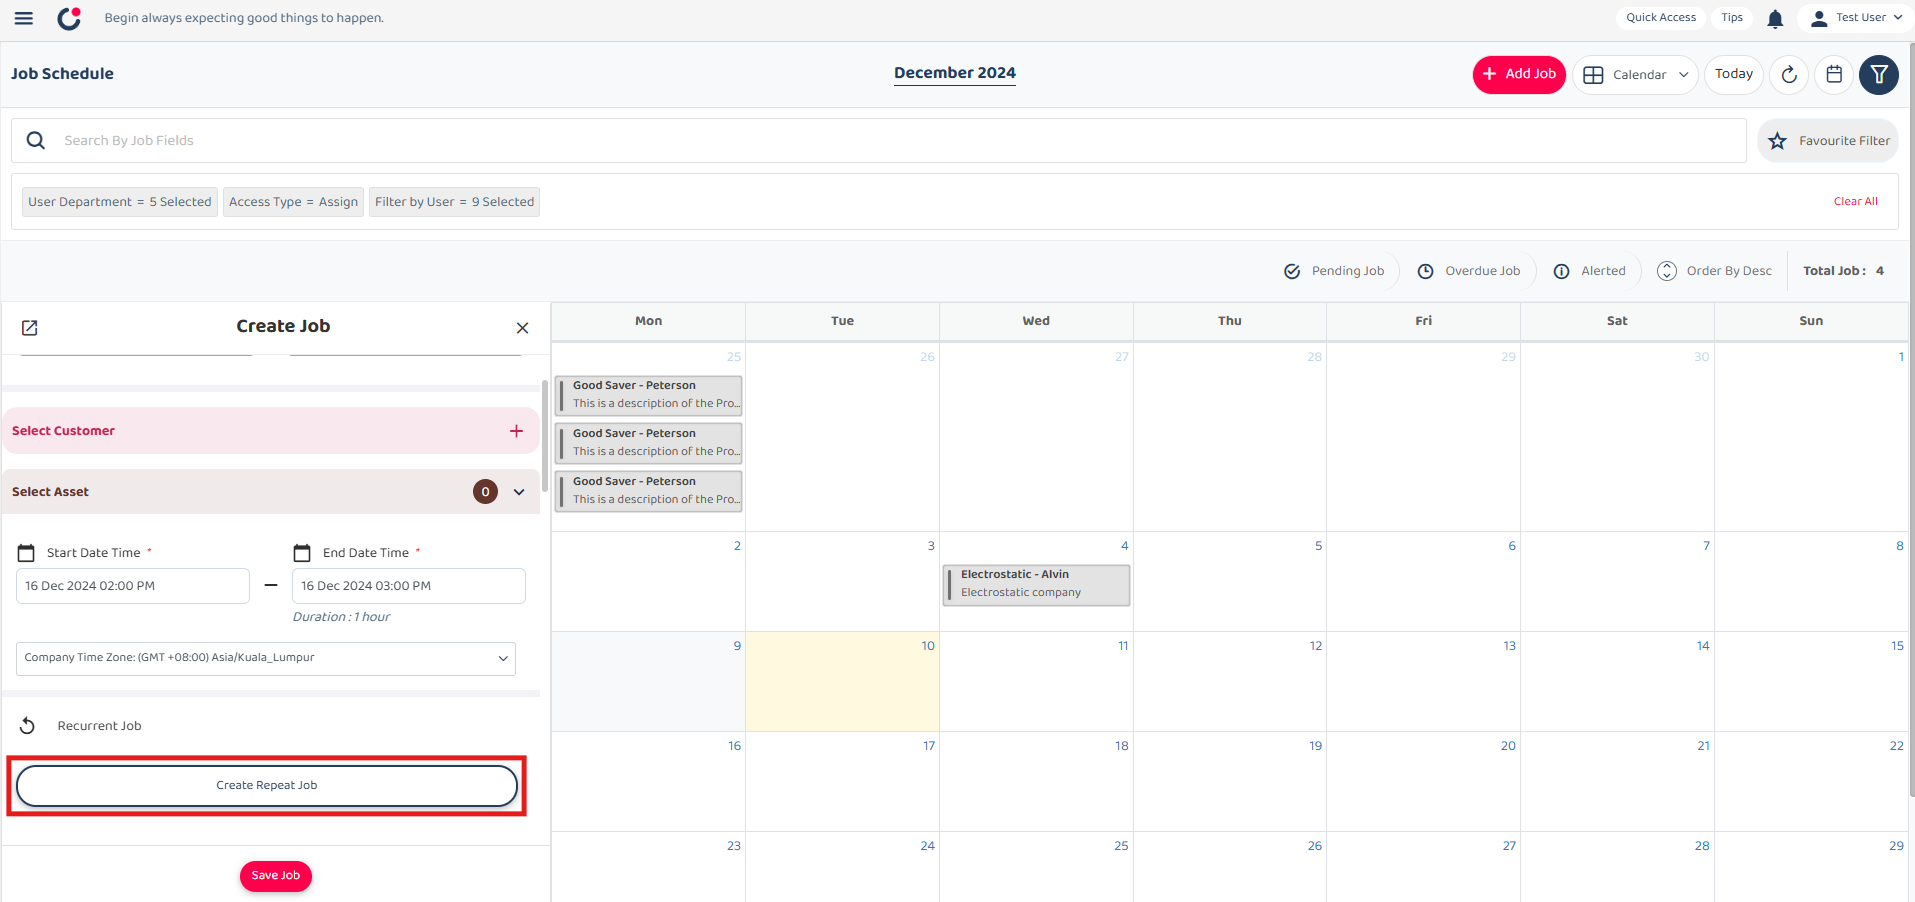 Begin always expecting good things to happen.
Quick Access
Tips
Test User
Job Schedule
December 2024
Add Job
Calendar
Today
Search By Job Fields
Favourite Filter
User Department = 5 Selected
Access Type = Assign
Filter by User = 9 Selected
Clear All
Pending Job
Overdue Job
Alerted
Order By Desc
Total Job : 4
Create Job
Select Customer
Select Asset
0
Start Date Time *
End Date Time *
16 Dec 2024 02:00 PM
16 Dec 2024 03:00 PM
Duration : 1 hour
Company Time Zone: (GMT +08:00) Asia/Kuala_Lumpur
Recurrent Job
Create Repeat Job
Save Job
Mon Tue Wed Thu Fri Sat Sun
25 26 27 28 29 30 1
Good Saver - Peterson
This is a description of the Pro...
Good Saver - Peterson
This is a description of the Pro...
Good Saver - Peterson
This is a description of the Pro...
2 3 4 5 6 7 8
Electrostatic - Alvin
Electrostatic company
9 10 11 12 13 14 15
16 17 18 19 20 21 22
23 24 25 26 27 28 29